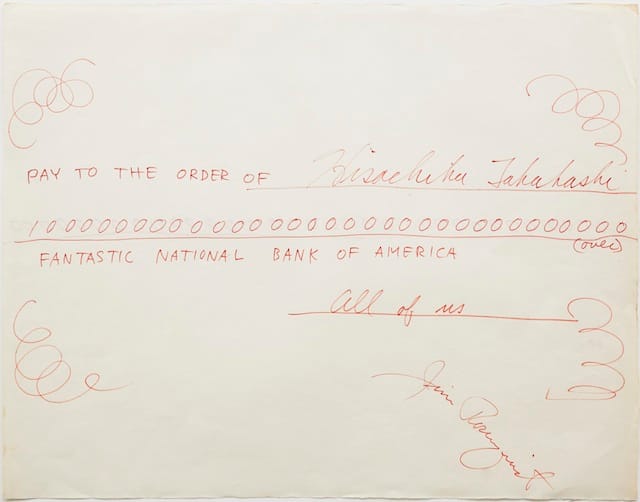 PAY TO THE ORDER OF Hisachika Takahashi
1000000000000000000000000000000000000
(over)
FANTASTIC NATIONAL BANK OF AMERICA
All of us
Jim Rosenquist